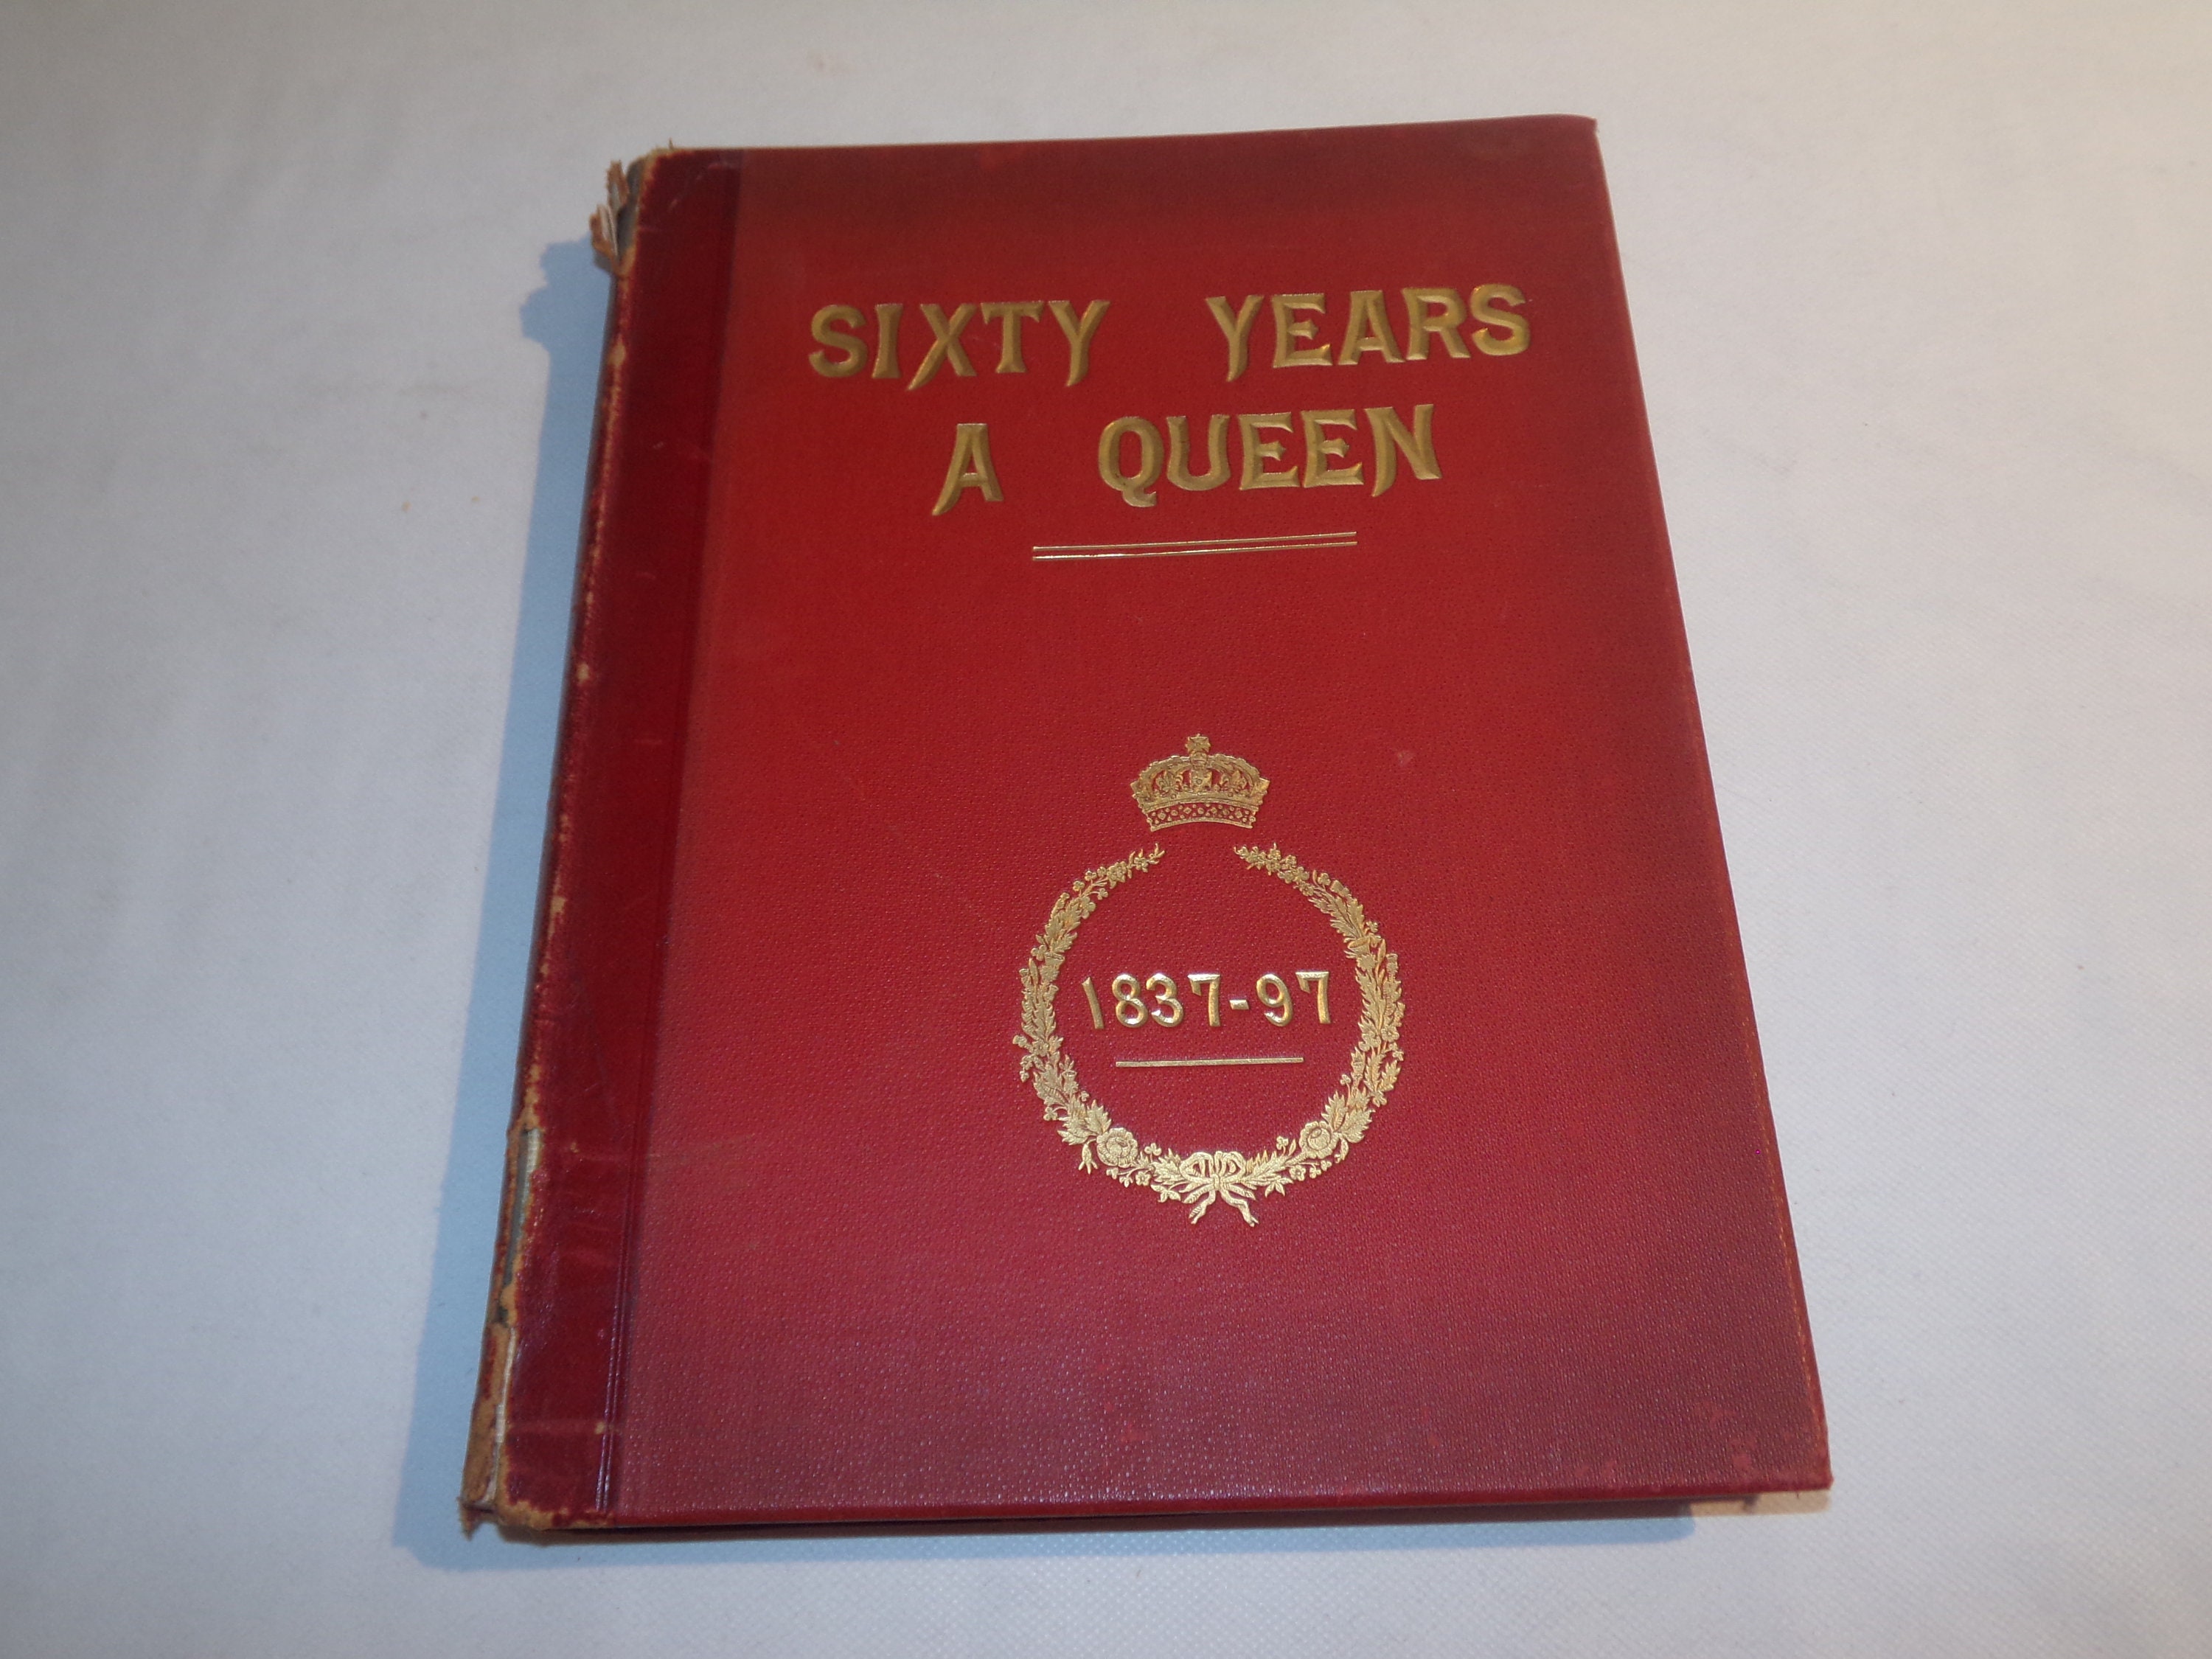 SIXTY YEARS
A QUEEN
1837-97